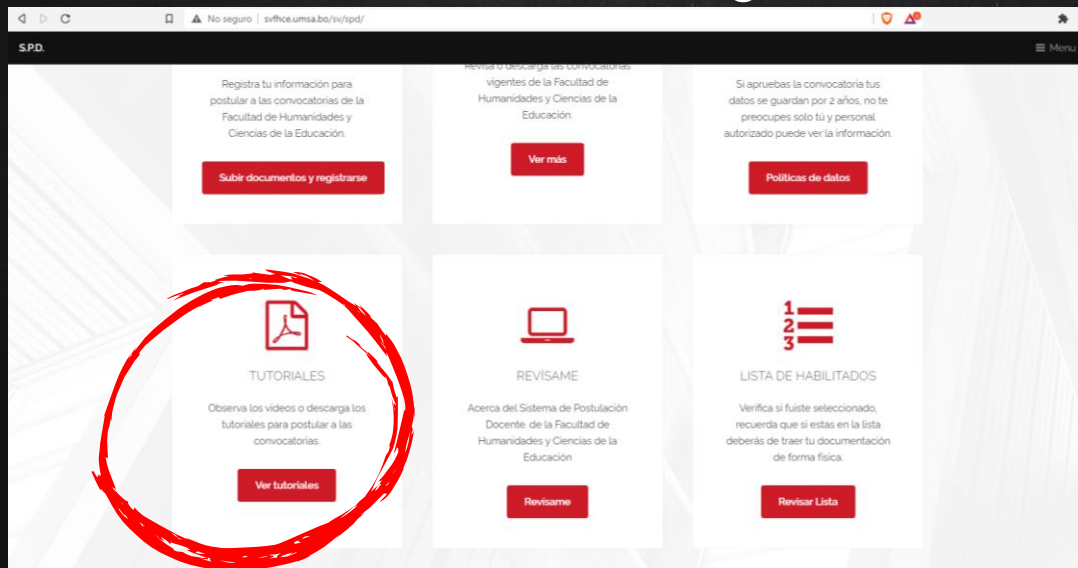 No seguro | svfhce.umsa.bo/sv/spd/
S.P.D.
Menu
Registra tu información para
postular a las convocatorias de la
Facultad de Humanidades y
Ciencias de la Educación.
Subir documentos y registrarse
Revisa o descarga las convocatorias
vigentes de la Facultad de
Humanidades y Ciencias de la
Educación.
Ver más
Si apruebas la convocatoria tus
datos se guardan por 2 años, no te
preocupes solo tú y personal
autorizado puede ver la información.
Políticas de datos
TUTORIALES
Observa los videos o descarga los
tutoriales para postular a las
convocatorias.
Ver tutoriales
REVÍSAME
Acerca del Sistema de Postulación
Docente. de la Facultad de
Humanidades y Ciencias de la
Educación
Revísame
1
2
3
LISTA DE HABILITADOS
Verifica si fuiste seleccionado,
recuerda que si estas en la lista
deberás de traer tu documentación
de forma física.
Revisar Lista